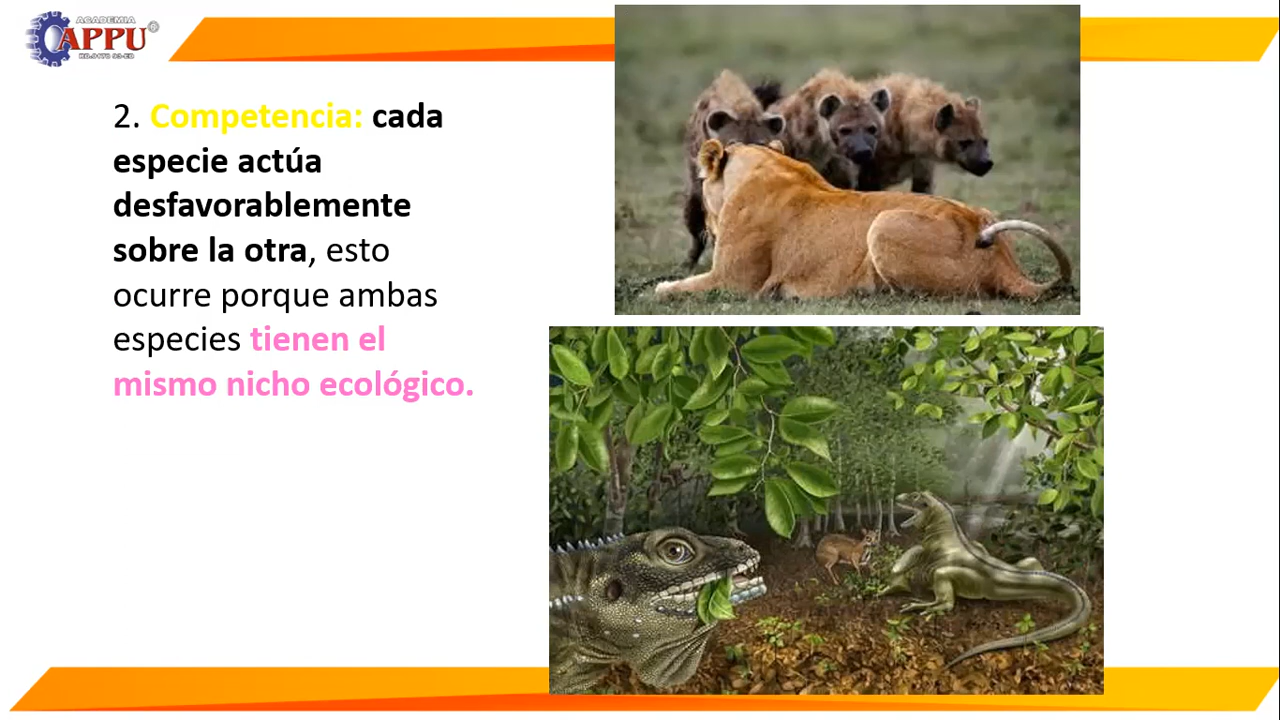 ACADEMIA
CAPPU®
2. Competencia: cada
especie actúa
desfavorablemente
sobre la otra, esto
ocurre porque ambas
especies tienen el
mismo nicho ecológico.